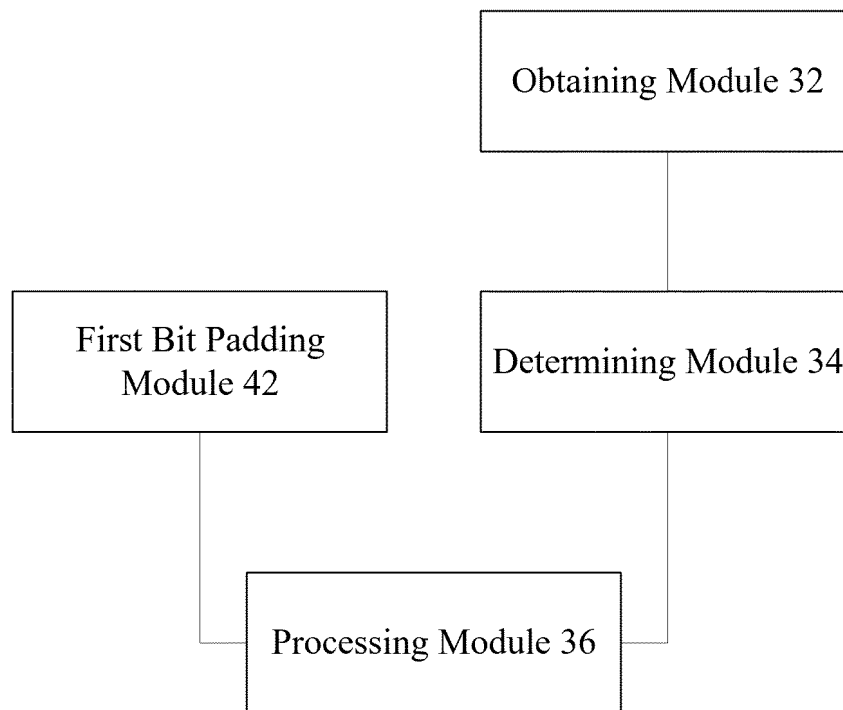 Obtaining Module 32
First Bit Padding
Module 42
Determining Module 34
Processing Module 36